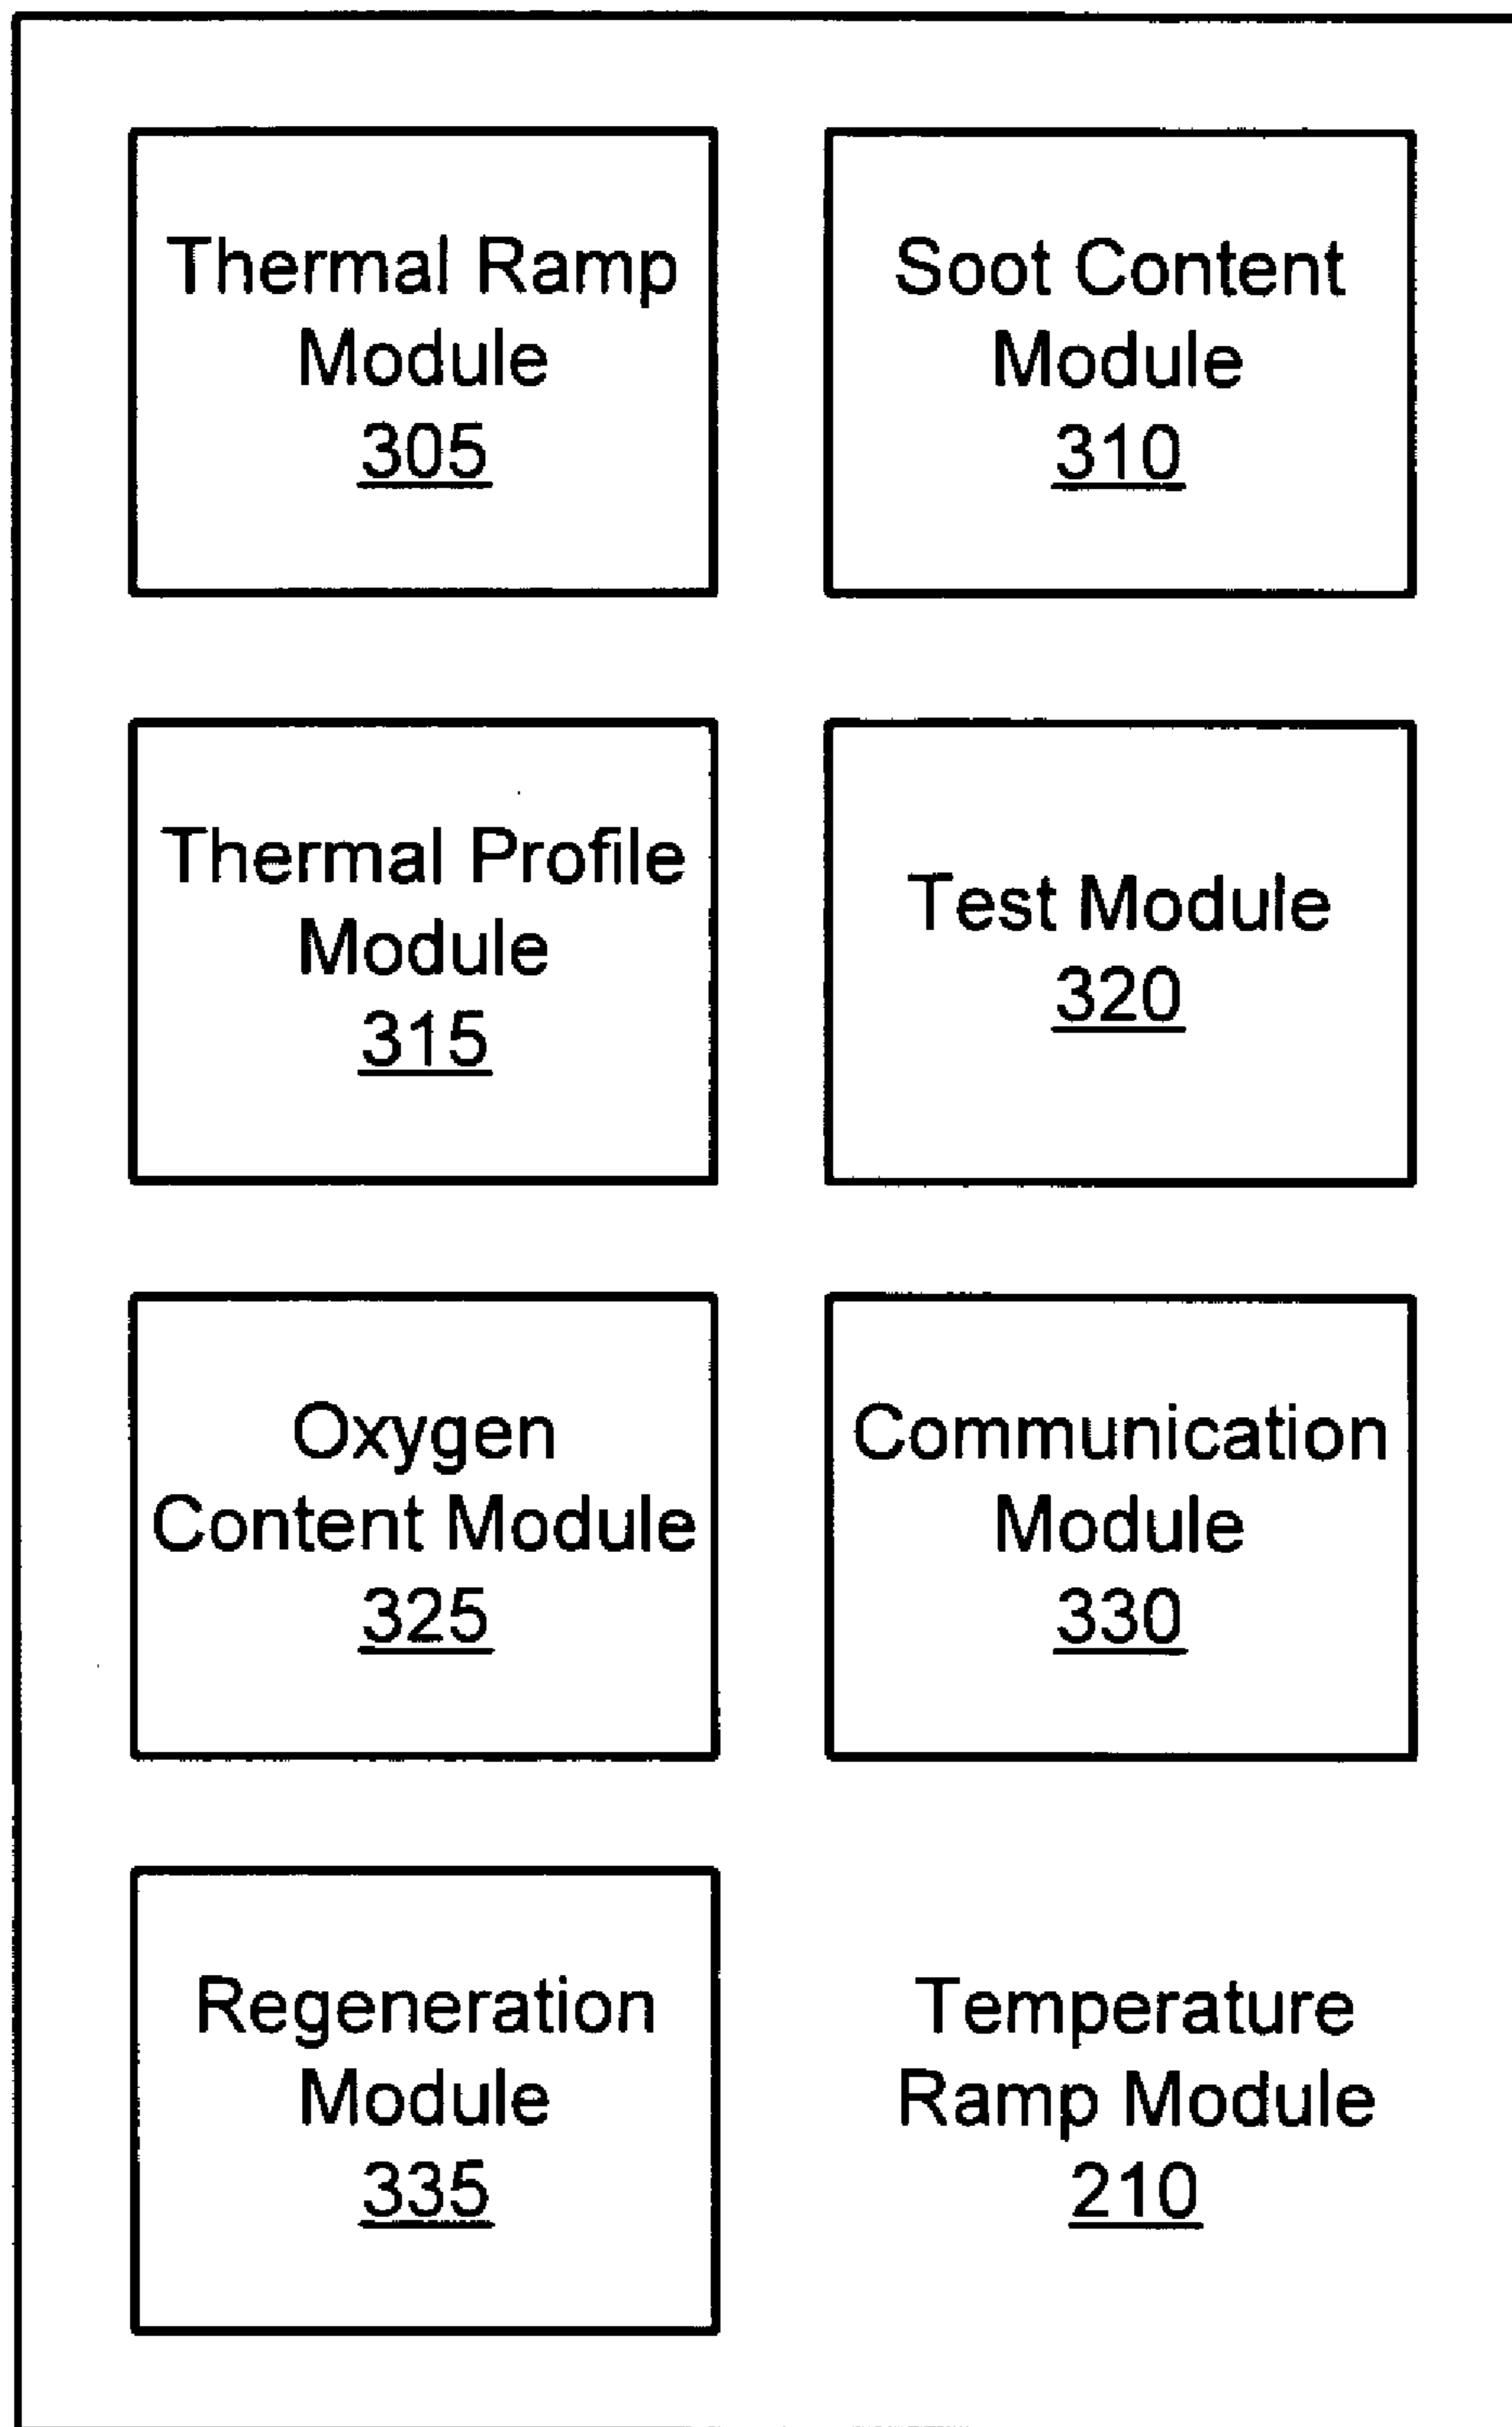 Thermal Ramp
Module
305
Soot Content
Module
310
Thermal Profile
Module
315
Test Module
320
Oxygen
Content Module
325
Communication
Module
330
Regeneration
Module
335
Temperature
Ramp Module
210